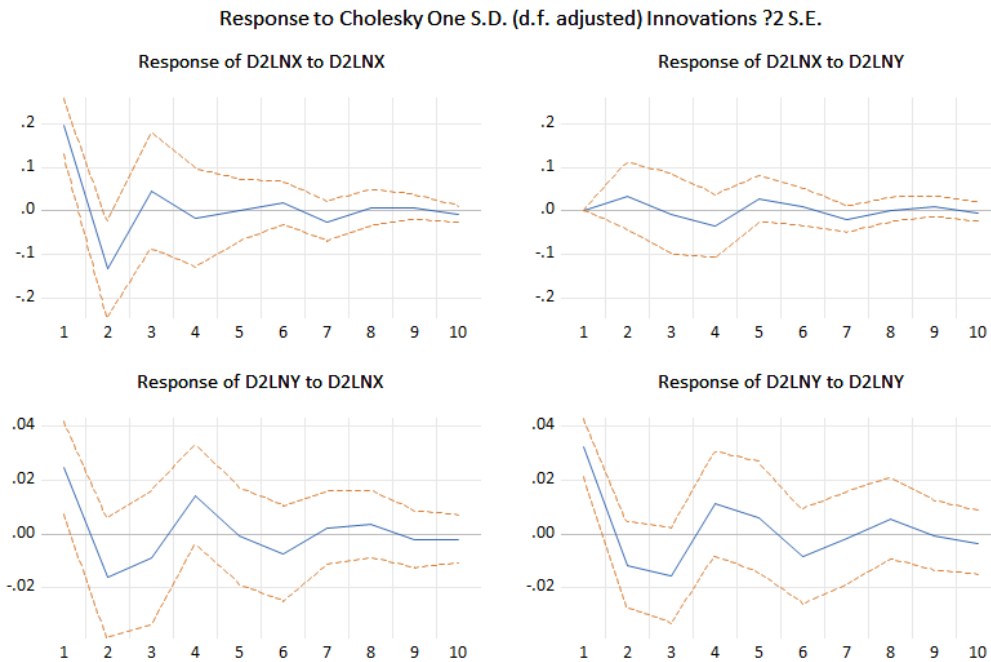 Response to Cholesky One S.D. (d.f. adjusted) Innovations ?2 S.E.
Response of D2LNX to D2LNX
.2
.1
.0
-.1
-.2
1 2 3 4 5 6 7 8 9 10
Response of D2LNX to D2LNY
.2
.1
.0
-.1
-.2
1 2 3 4 5 6 7 8 9 10
Response of D2LNY to D2LNX
.04
.02
.00
-.02
1 2 3 4 5 6 7 8 9 10
Response of D2LNY to D2LNY
.04
.02
.00
-.02
1 2 3 4 5 6 7 8 9 10